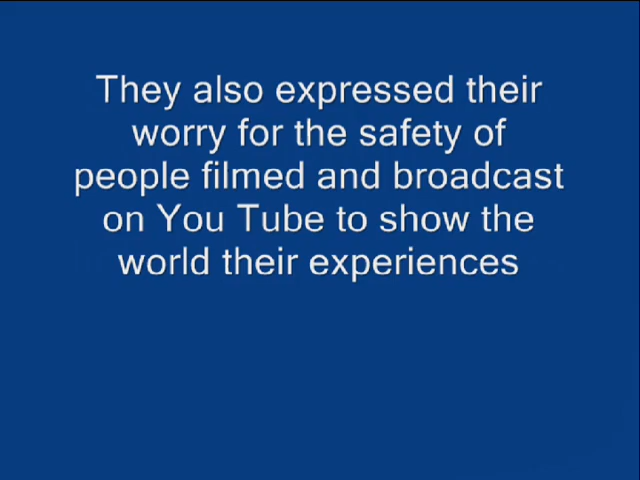 They also expressed their
worry for the safety of
people filmed and broadcast
on You Tube to show the
world their experiences